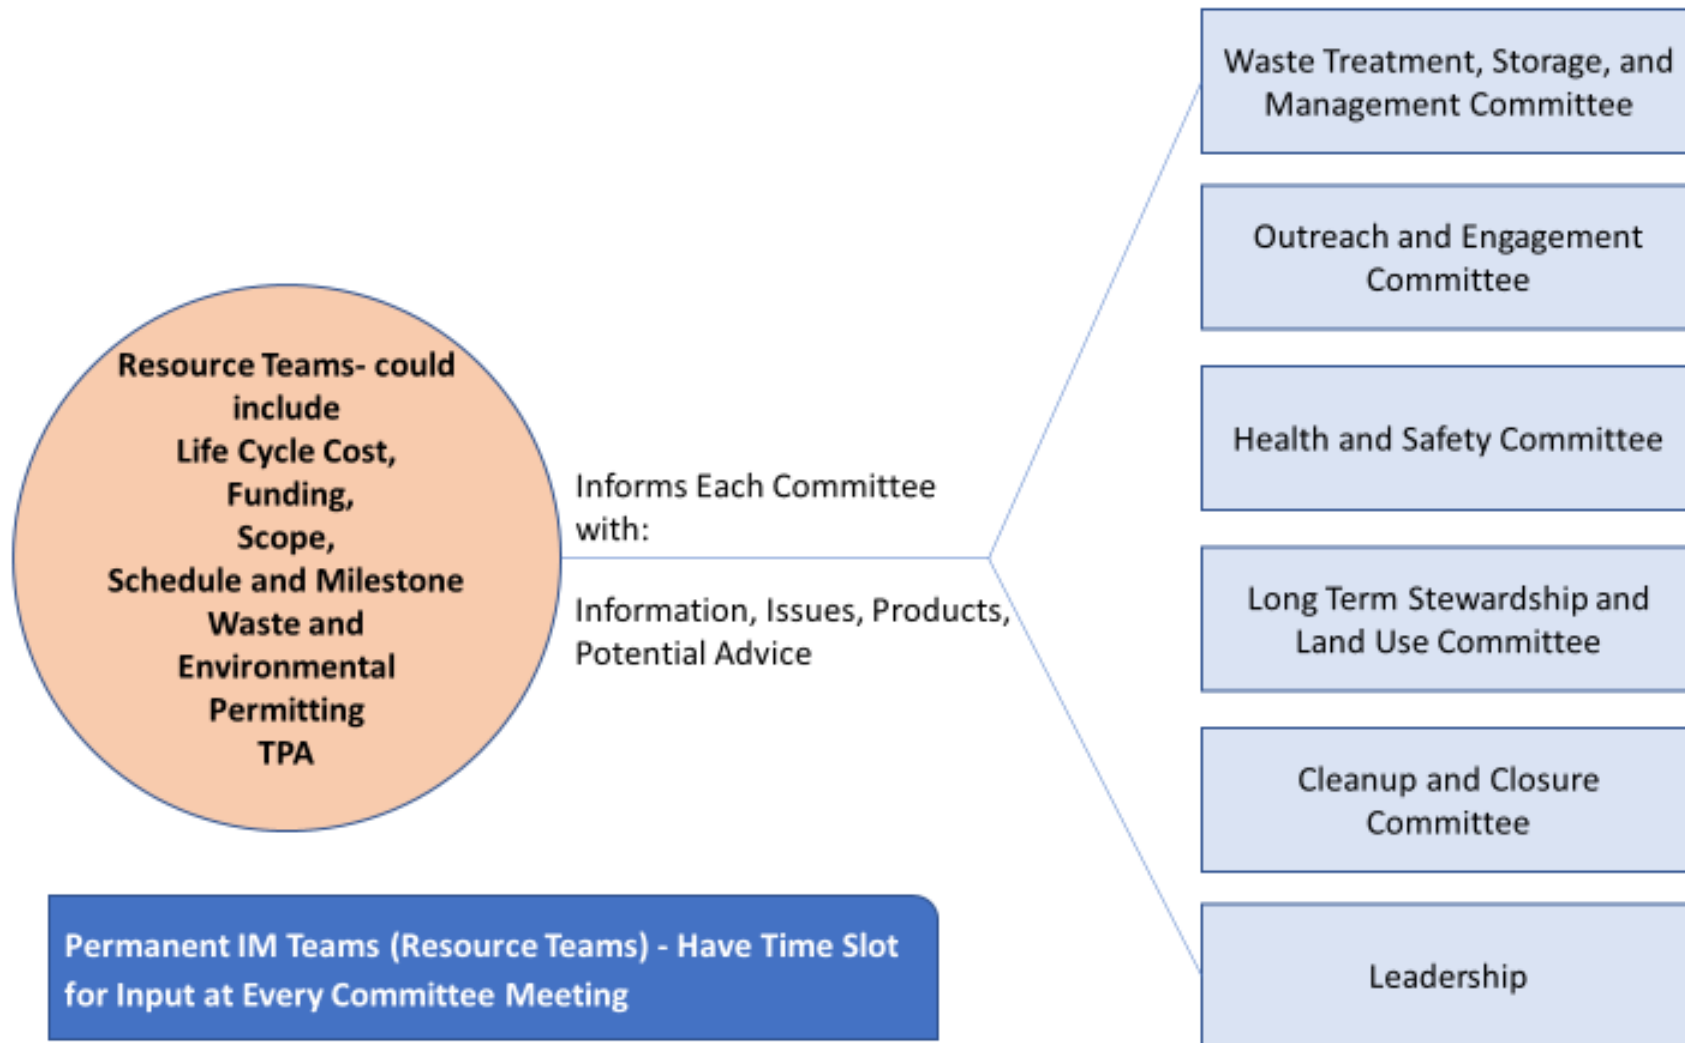 Resource Teams- could
include
Life Cycle Cost,
Funding,
Scope,
Schedule and Milestone
Waste and
Environmental
Permitting
TPA
Informs Each Committee
with:
Information, Issues, Products,
Potential Advice
Waste Treatment, Storage, and
Management Committee
Outreach and Engagement
Committee
Health and Safety Committee
Long Term Stewardship and
Land Use Committee
Cleanup and Closure
Committee
Leadership
Permanent IM Teams (Resource Teams) - Have Time Slot
for Input at Every Committee Meeting